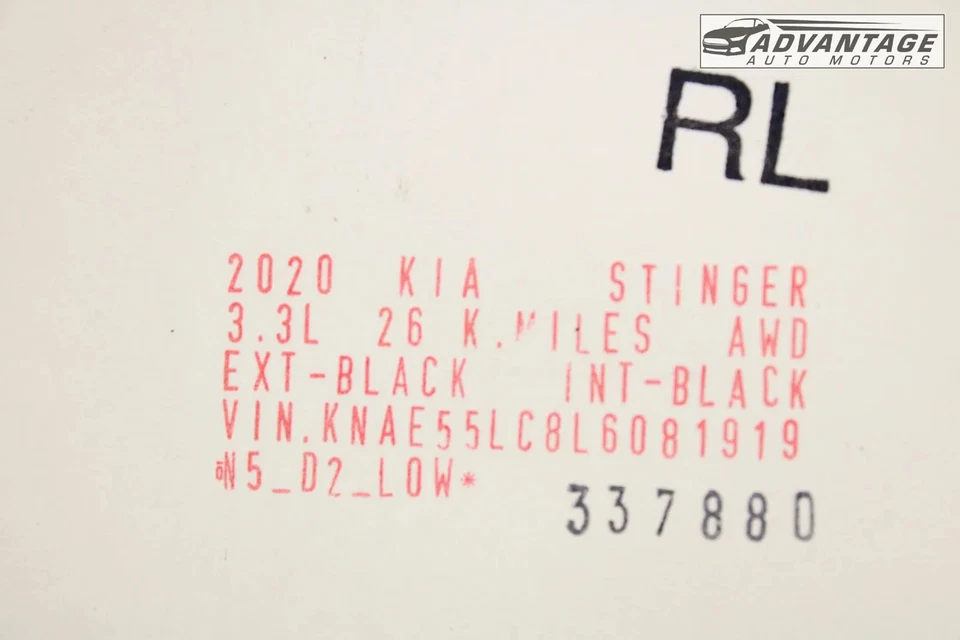 ADVANTAGE
AUTO MOTORS
RL
2020 KIA STINGER
3.3L 26 K.MILES AWD
EXT-BLACK INT-BLACK
VIN.KNAE55LC8L6081919
N5_D2_LOW*
337880